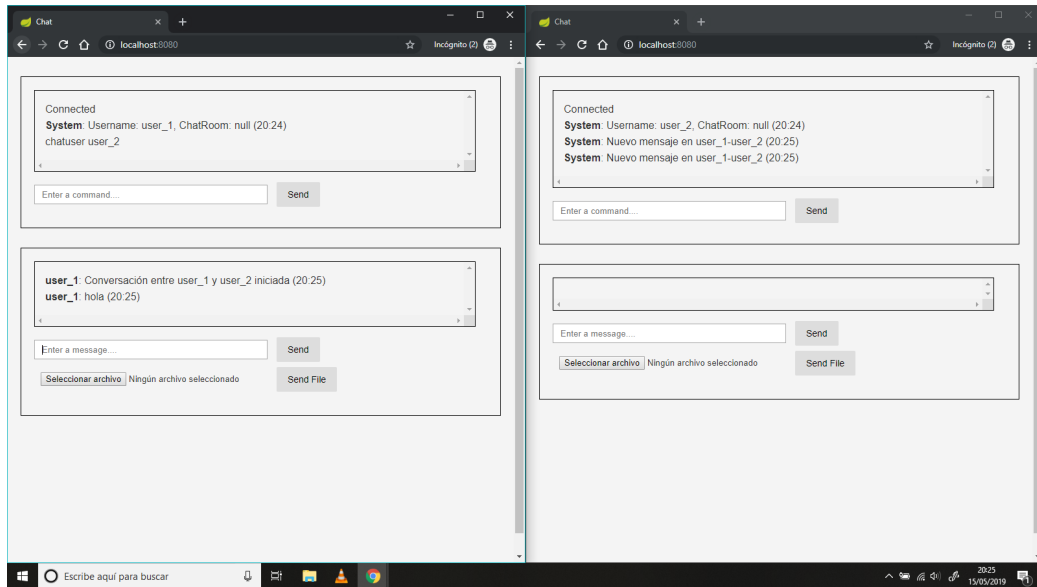 Chat
localhost:8080
Incógnito (2)
Connected
System: Username: user_1, ChatRoom: null (20:24)
chatuser user_2
Enter a command....
Send
user_1: Conversación entre user_1 y user_2 iniciada (20:25)
user_1: hola (20:25)
Enter a message....
Send
Seleccionar archivo Ningún archivo seleccionado
Send File
Chat
localhost:8080
Incógnito (2)
Connected
System: Username: user_2, ChatRoom: null (20:24)
System: Nuevo mensaje en user_1-user_2 (20:25)
System: Nuevo mensaje en user_1-user_2 (20:25)
Enter a command....
Send
Enter a message....
Send
Seleccionar archivo Ningún archivo seleccionado
Send File
Escribe aquí para buscar
20:25
15/05/2019
1